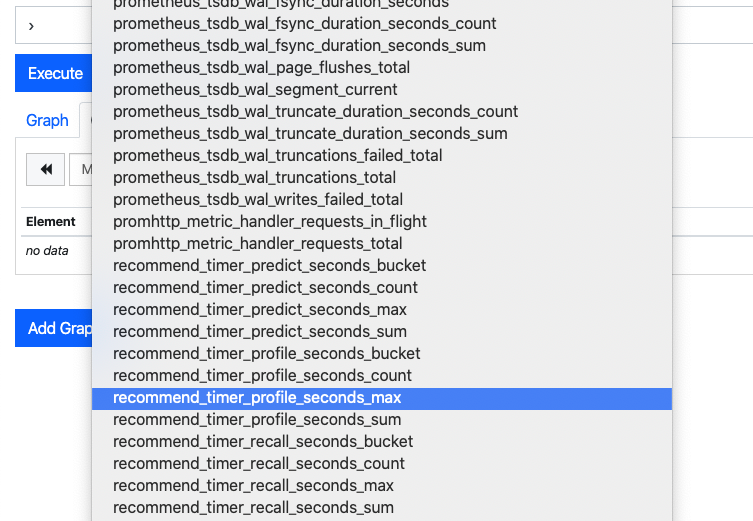 ›
prometheus_tsdb_wal_fsync_duration_seconds
prometheus_tsdb_wal_fsync_duration_seconds_count
prometheus_tsdb_wal_fsync_duration_seconds_sum
Execute
prometheus_tsdb_wal_page_flushes_total
prometheus_tsdb_wal_segment_current
Graph
prometheus_tsdb_wal_truncate_duration_seconds_count
prometheus_tsdb_wal_truncate_duration_seconds_sum
prometheus_tsdb_wal_truncations_failed_total
M
prometheus_tsdb_wal_truncations_total
prometheus_tsdb_wal_writes_failed_total
Element
promhttp_metric_handler_requests_in_flight
no data
promhttp_metric_handler_requests_total
recommend_timer_predict_seconds_bucket
recommend_timer_predict_seconds_count
recommend_timer_predict_seconds_max
Add Grap
recommend_timer_predict_seconds_sum
recommend_timer_profile_seconds_bucket
recommend_timer_profile_seconds_count
recommend_timer_profile_seconds_max
recommend_timer_profile_seconds_sum
recommend_timer_recall_seconds_bucket
recommend_timer_recall_seconds_count
recommend_timer_recall_seconds_max
recommend_timer_recall_seconds_sum